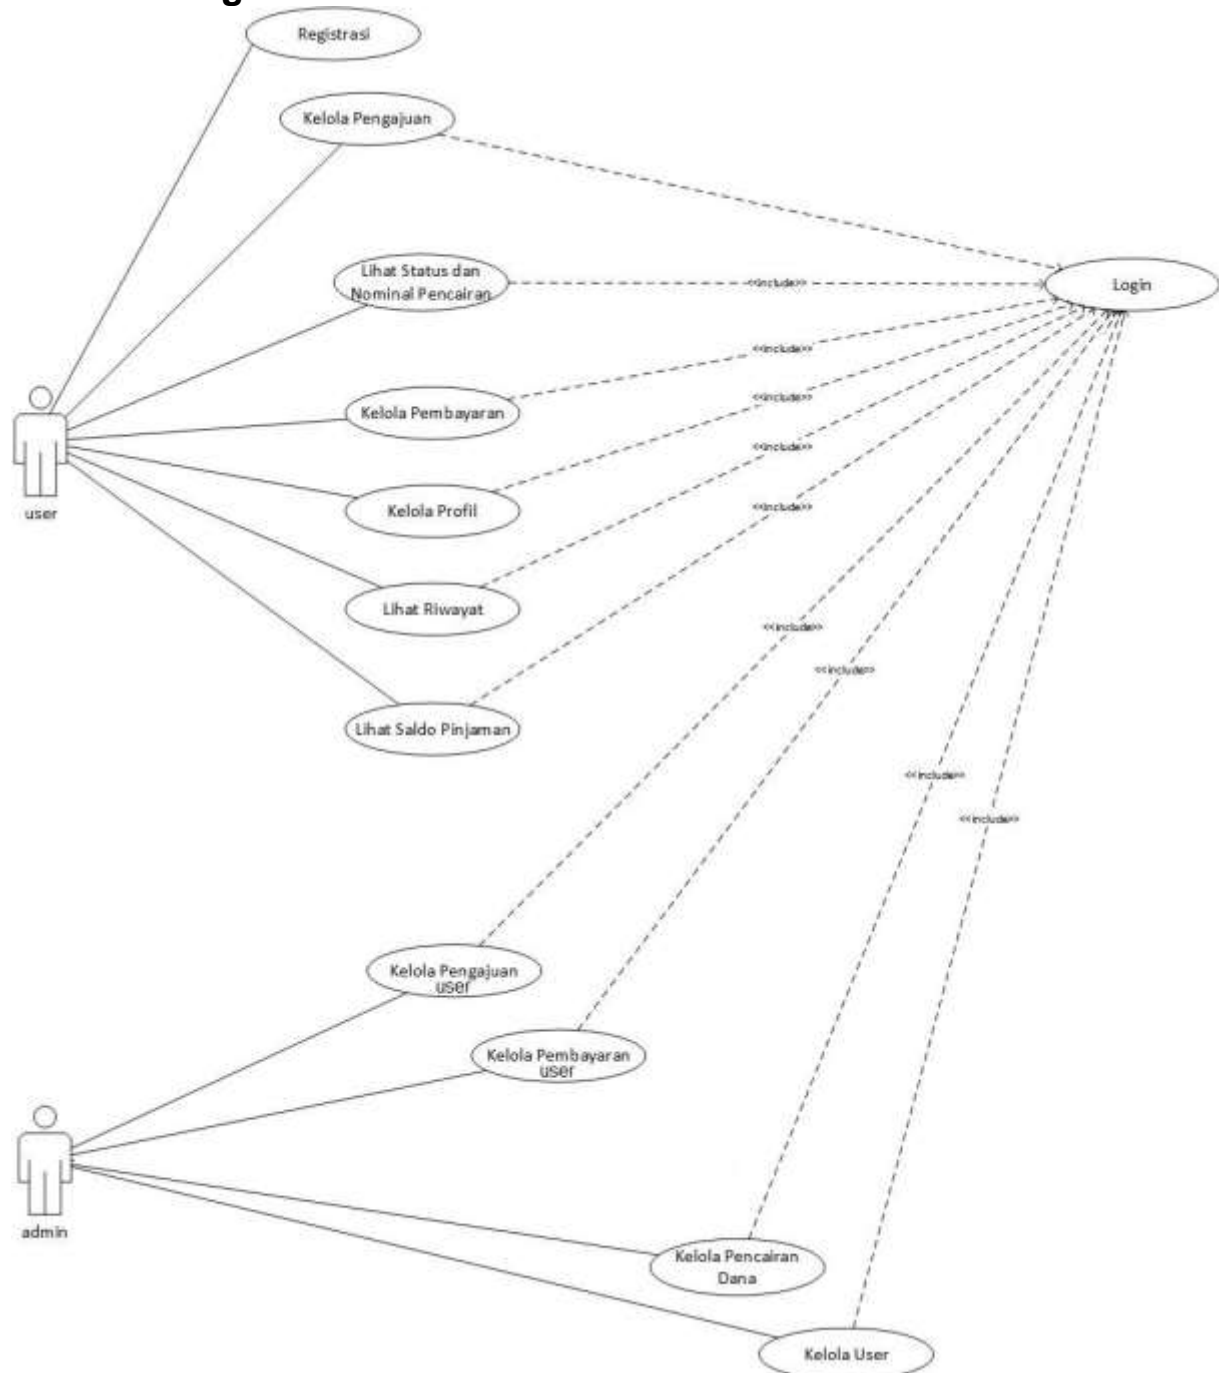 Registrasi
Kelola Pengajuan
Lihat Status dan
Nominal Pencairan
<<include>>
Login
<<include>>
Kelola Pembayaran
<<include>>
<<include>>
Kelola Profil
<<include>>
user
Lihat Riwayat
<<include>>
<<include>>
Lihat Saldo Pinjaman
<<include>>
<<include>>
Kelola Pengajuan
user
Kelola Pembayaran
user
admin
Kelola Pencairan
Dana
Kelola User